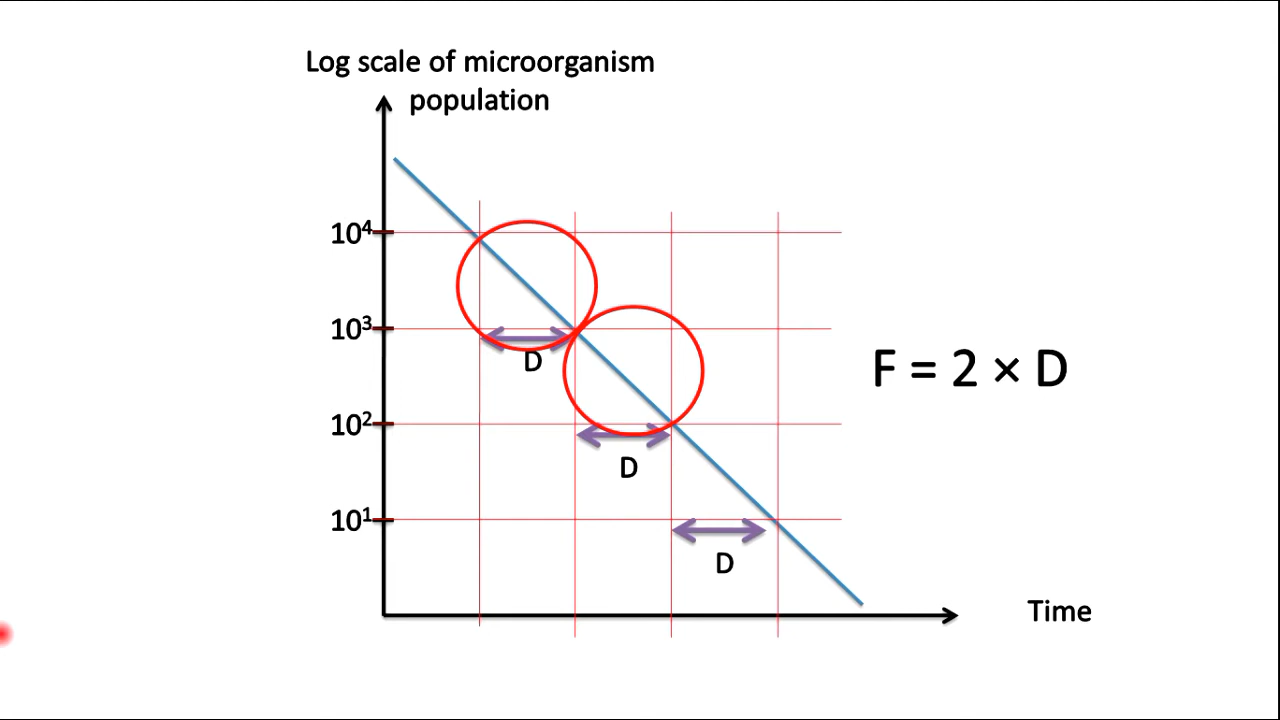 Log scale of microorganism
population
10⁴
10³
D
F = 2 × D
10²
D
10¹
D
Time